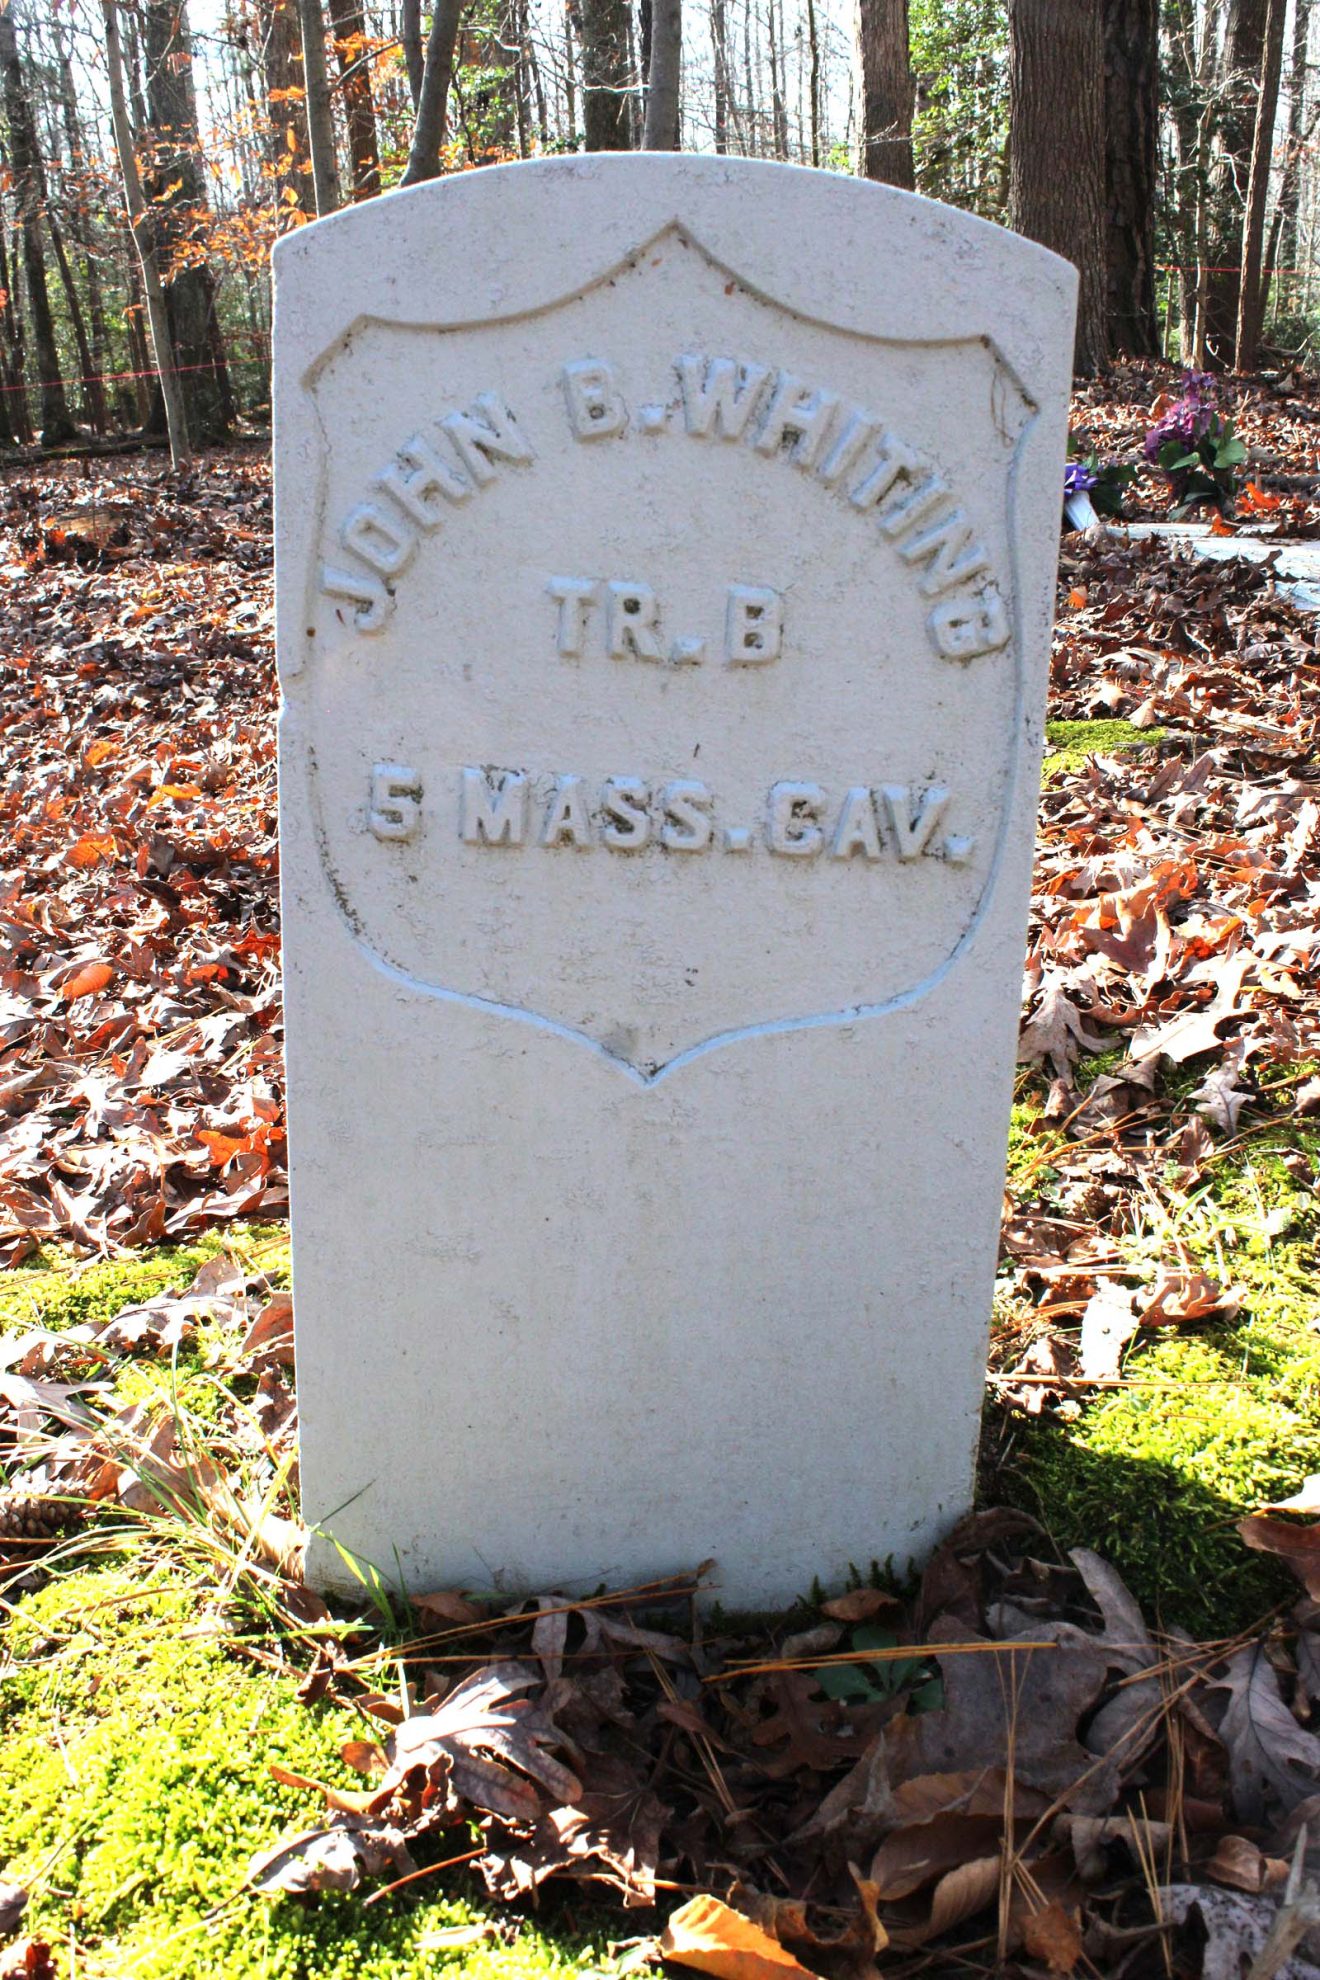 JOHN B. WHITING
TR. B
5 MASS. CAV.